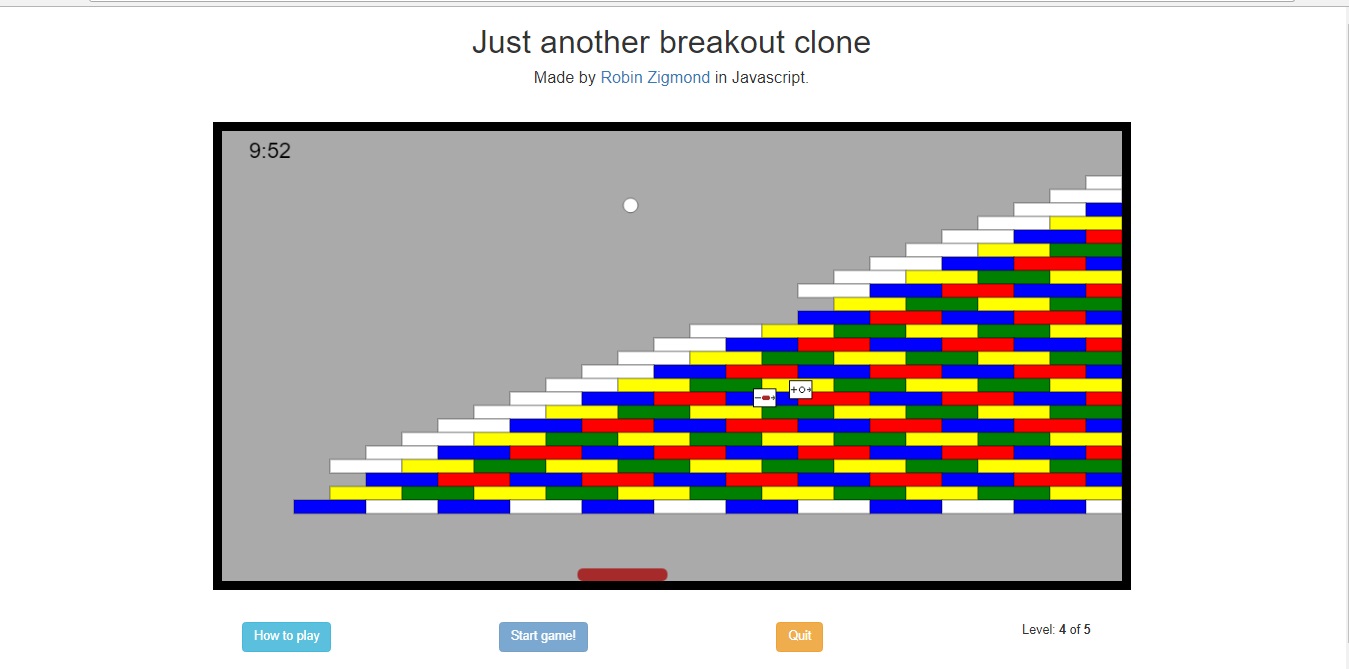 Just another breakout clone
Made by Robin Zigmond in Javascript.
9:52
How to play
Start game!
Quit
Level: 4 of 5